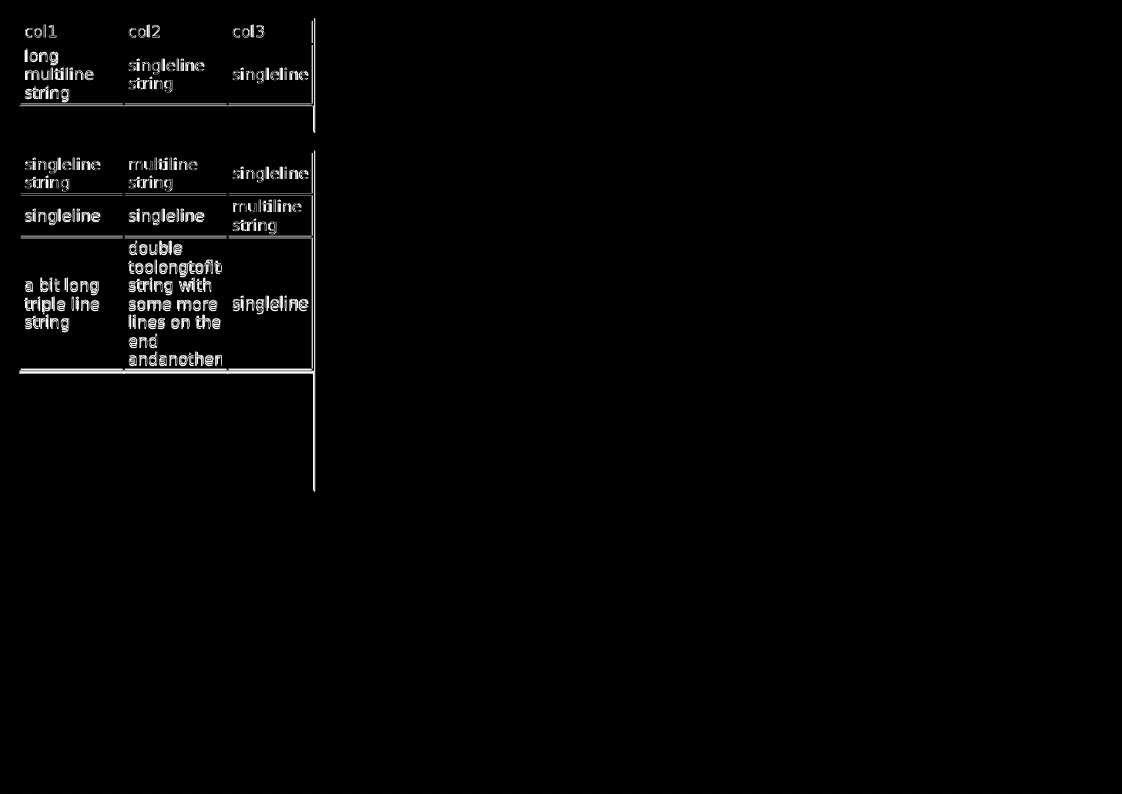 col1 col2 col3
long
multiline
string
singleline
string
singleline
singleline
string
multiline
string
singleline
singleline
singleline
multiline
string
a bit long
triple line
string
double
toolongtofit
string with
some more
lines on the
end
andanother
singleline